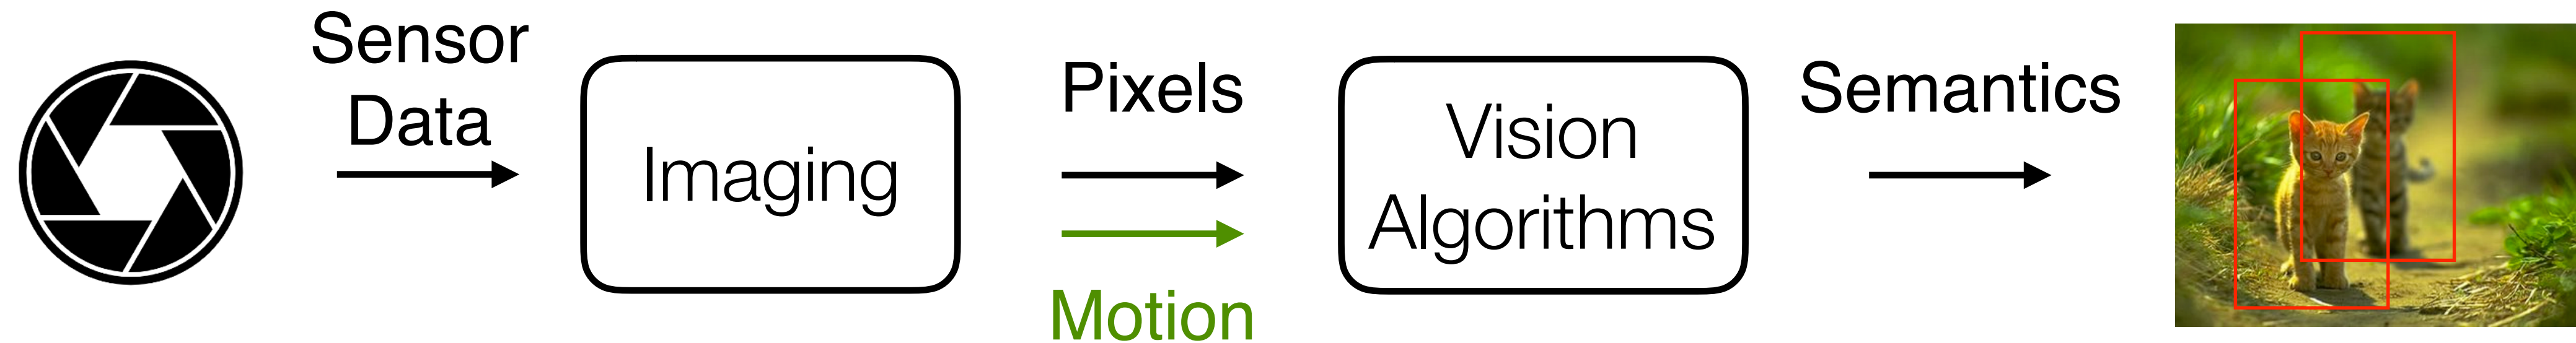 Sensor
Data
Imaging
Pixels
Motion
Vision
Algorithms
Semantics